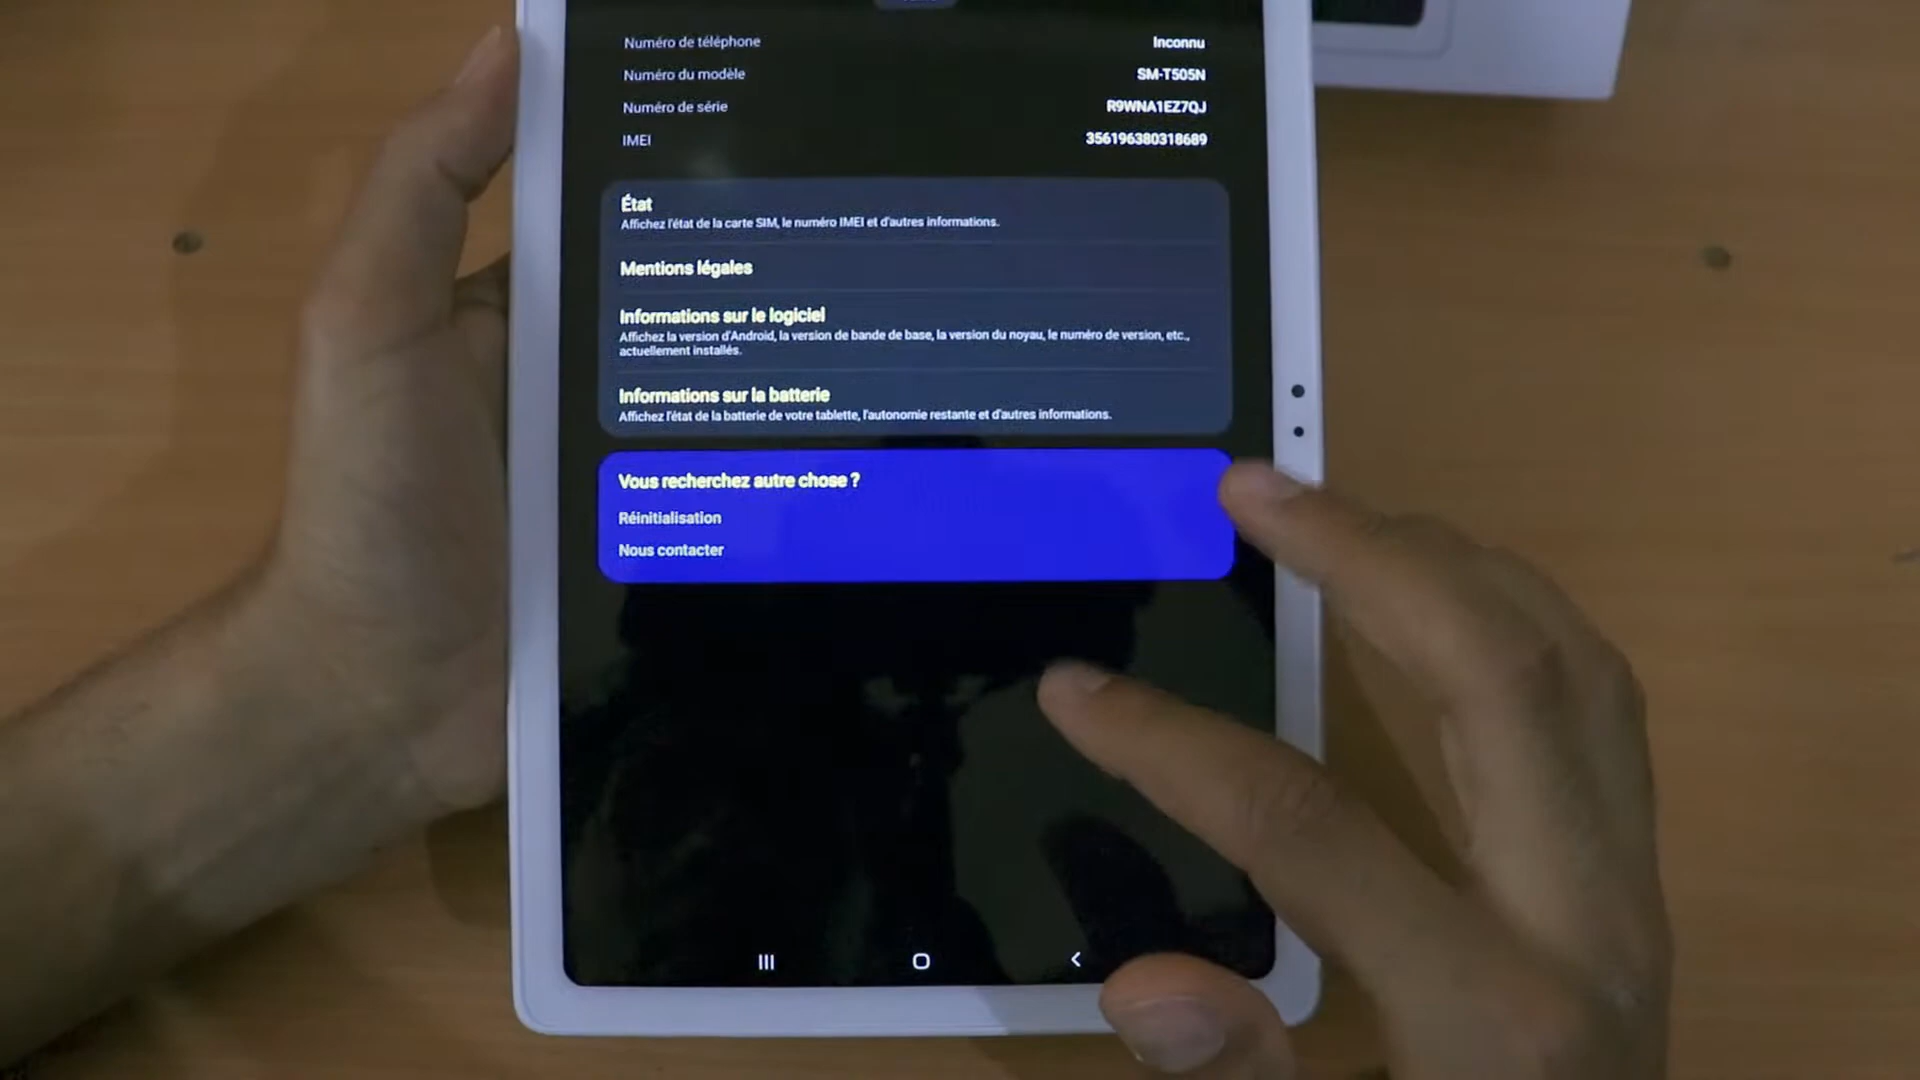 Numéro de téléphone Inconnu
Numéro du modèle SM-T505N
Numéro de série R9WNA1EZ7QJ
IMEI 356196380318689
État
Affichez l'état de la carte SIM, le numéro IMEI et d'autres informations.
Mentions légales
Informations sur le logiciel
Affichez la version d'Android, la version de bande de base, la version du noyau, le numéro de version, etc.,
actuellement installés.
Informations sur la batterie
Affichez l'état de la batterie de votre tablette, l'autonomie restante et d'autres informations.
Vous recherchez autre chose ?
Réinitialisation
Nous contacter